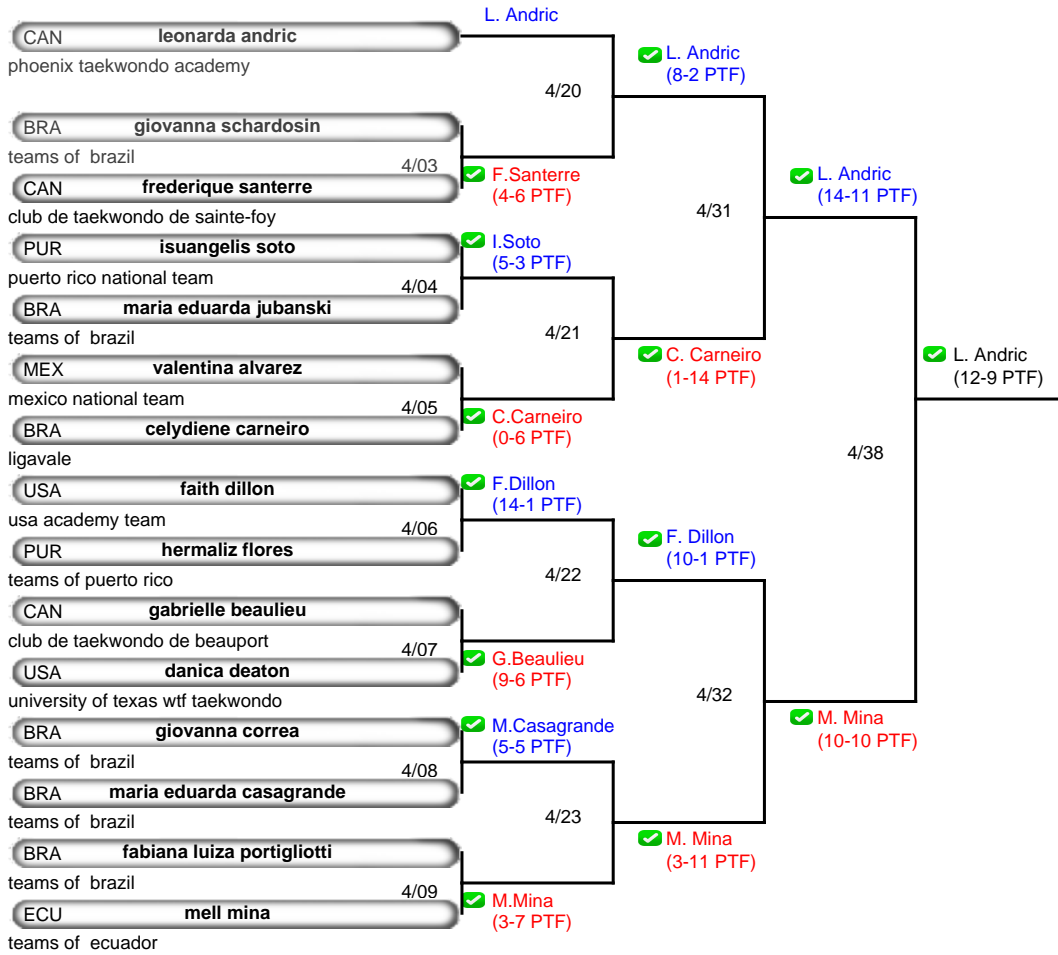 L. Andric
CAN leonarda andric
phoenix taekwondo academy
L. Andric
(8-2 PTF)
4/20
BRA giovanna schardosin
teams of brazil
4/03
CAN frederique santerre
club de taekwondo de sainte-foy
F.Santerre
(4-6 PTF)
L. Andric
(14-11 PTF)
4/31
PUR isuangelis soto
puerto rico national team
I.Soto
(5-3 PTF)
4/04
BRA maria eduarda jubanski
teams of brazil
4/21
MEX valentina alvarez
mexico national team
C. Carneiro
(1-14 PTF)
4/05
BRA celydiene carneiro
ligavale
C.Carneiro
(0-6 PTF)
L. Andric
(12-9 PTF)
4/38
USA faith dillon
usa academy team
F.Dillon
(14-1 PTF)
4/06
PUR hermaliz flores
teams of puerto rico
F. Dillon
(10-1 PTF)
4/22
CAN gabrielle beaulieu
club de taekwondo de beauport
4/07
USA danica deaton
university of texas wtf taekwondo
G.Beaulieu
(9-6 PTF)
4/32
BRA giovanna correa
teams of brazil
M.Casagrande
(5-5 PTF)
M. Mina
(10-10 PTF)
4/08
BRA maria eduarda casagrande
teams of brazil
4/23
BRA fabiana luiza portigliotti
teams of brazil
M. Mina
(3-11 PTF)
4/09
ECU mell mina
teams of ecuador
M.Mina
(3-7 PTF)